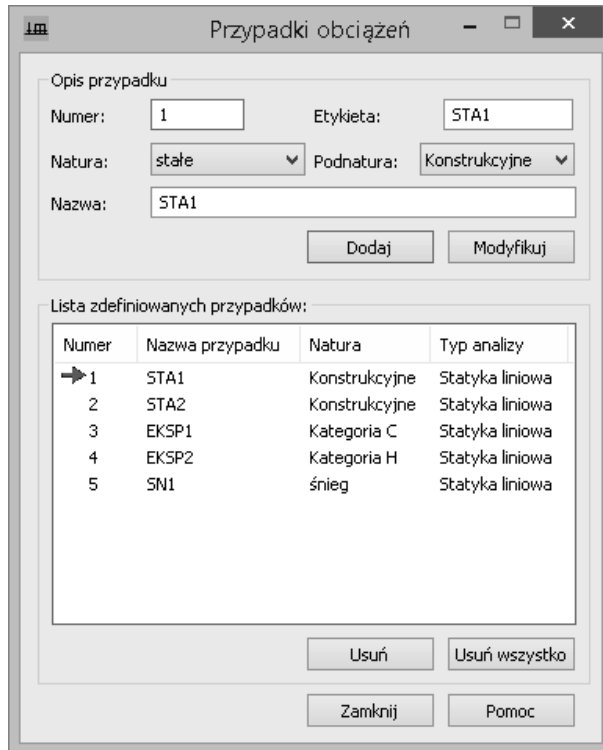 Przypadki obciążeń
Opis przypadku
Numer: 1 Etykieta: STA1
Natura: stałe Podnatura: Konstrukcyjne
Nazwa: STA1
Dodaj Modyfikuj
Lista zdefiniowanych przypadków:
Numer Nazwa przypadku Natura Typ analizy
1 STA1 Konstrukcyjne Statyka liniowa
2 STA2 Konstrukcyjne Statyka liniowa
3 EKSP1 Kategoria C Statyka liniowa
4 EKSP2 Kategoria H Statyka liniowa
5 SN1 śnieg Statyka liniowa
Usuń Usuń wszystko
Zamknij Pomoc